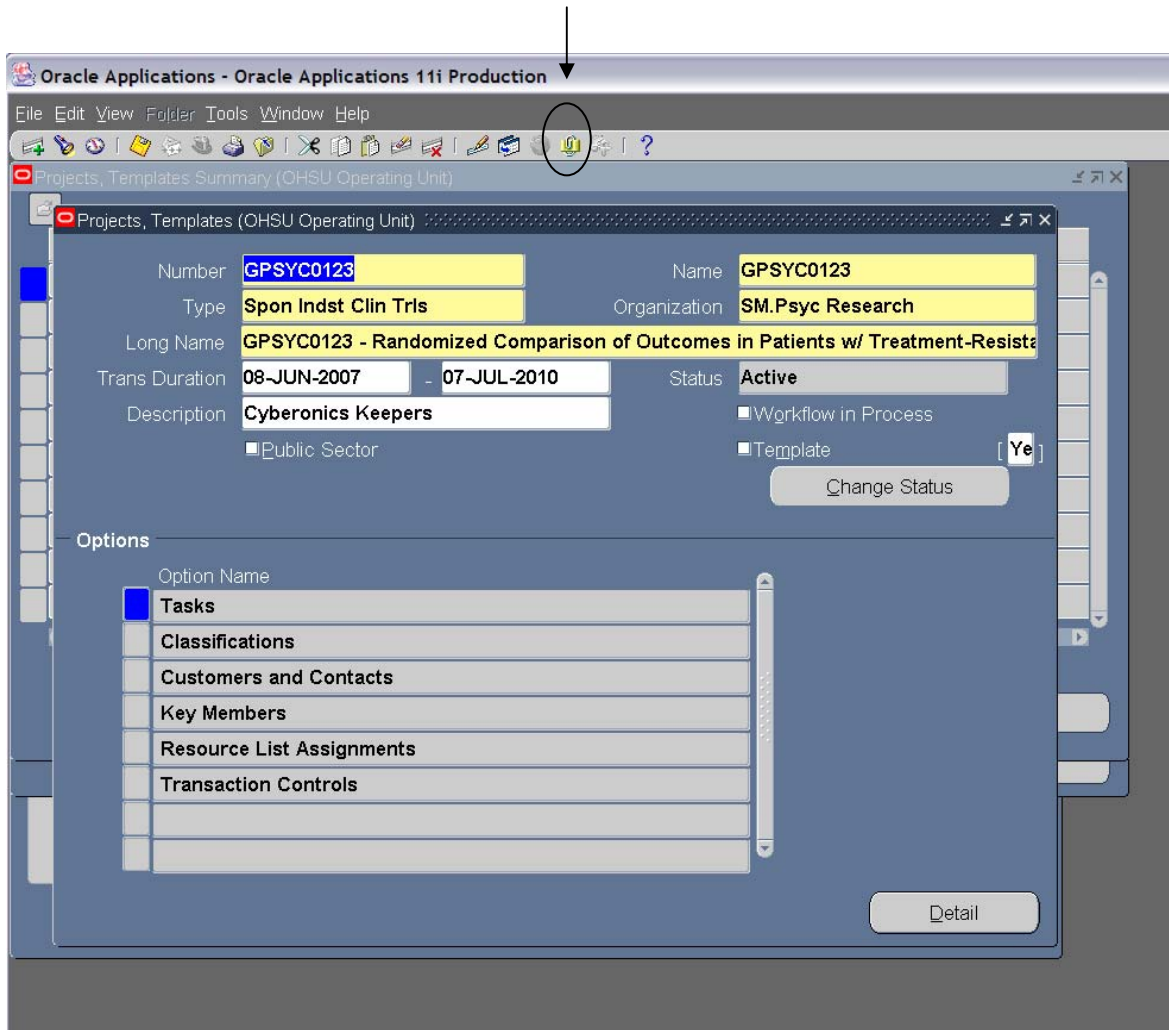 Oracle Applications - Oracle Applications 11i Production
File Edit View Folder Tools Window Help
Projects, Templates Summary (OHSU Operating Unit)
Projects, Templates (OHSU Operating Unit)
Number GPSYC0123 Name GPSYC0123
Type Spon Indst Clin Trls Organization SM.Psyc Research
Long Name GPSYC0123 - Randomized Comparison of Outcomes in Patients w/ Treatment-Resista
Trans Duration 08-JUN-2007 - 07-JUL-2010 Status Active
Description Cyberonics Keepers Workflow in Process
Public Sector Template [ Ye ]
Change Status
Options
Option Name
Tasks
Classifications
Customers and Contacts
Key Members
Resource List Assignments
Transaction Controls
Detail